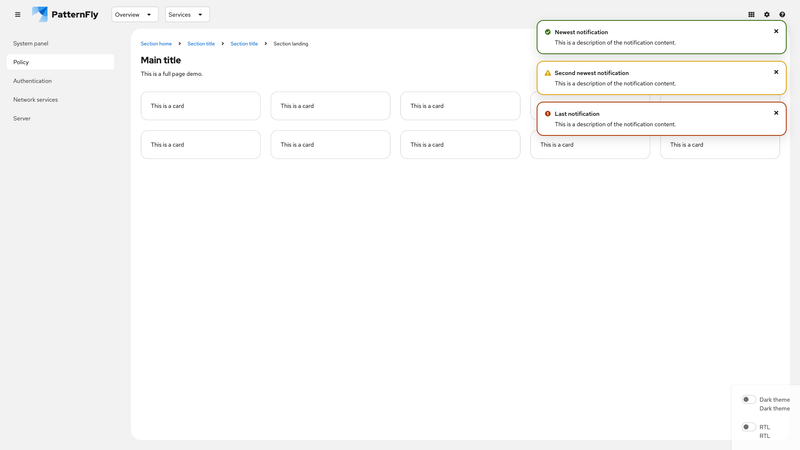 PatternFly
Overview
Services
System panel
Policy
Authentication
Network services
Server
Section home
Section title
Section title
Section landing
Main title
This is a full page demo.
This is a card
This is a card
This is a card
This is a card
This is a card
This is a card
This is a card
This is a card
Newest notification
This is a description of the notification content.
Second newest notification
This is a description of the notification content.
Last notification
This is a description of the notification content.
Dark theme
Dark theme
RTL
RTL